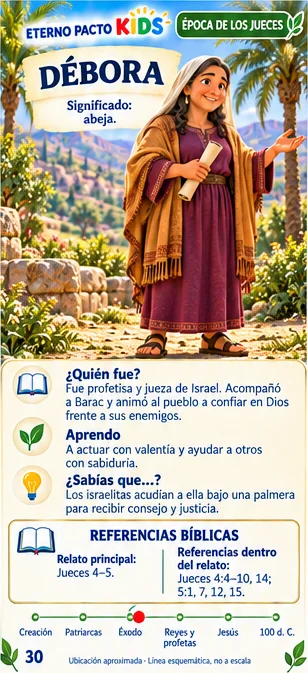 ETERNO PACTO KIDS
ÉPOCA DE LOS JUECES
DÉBORA
Significado:
abeja.
¿Quién fue?
Fue profetisa y jueza de Israel. Acompañó
a Barac y animó al pueblo a confiar en Dios
frente a sus enemigos.
Aprendo
A actuar con valentía y ayudar a otros
con sabiduría.
¿Sabías que...?
Los israelitas acudían a ella bajo una palmera
para recibir consejo y justicia.
REFERENCIAS BÍBLICAS
Relato principal:
Jueces 4–5.
Referencias dentro
del relato:
Jueces 4:4–10, 14;
5:1, 7, 12, 15.
Creación
Patriarcas
Éxodo
Reyes y
profetas
Jesús
100 d. C.
30
Ubicación aproximada · Línea esquemática, no a escala